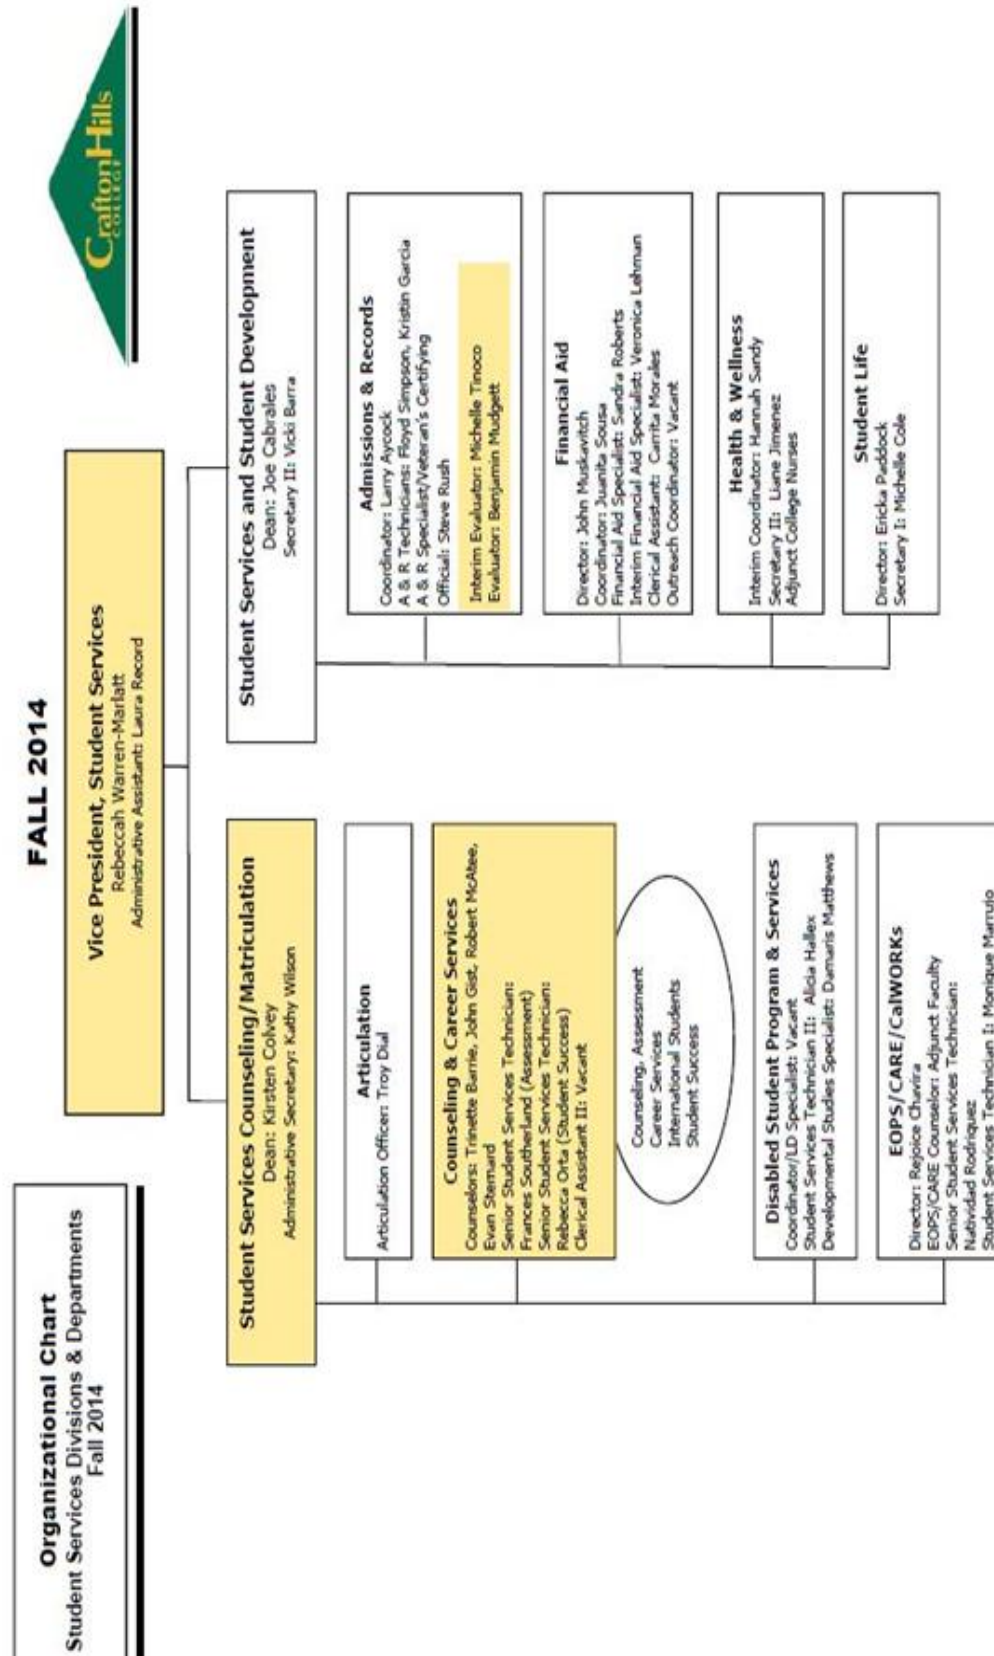 Organizational Chart
Student Services Divisions & Departments
Fall 2014
FALL 2014
CraftonHills
COLLEGE
Vice President, Student Services
Rebeccah Warren-Marlatt
Administrative Assistant: Laura Record
Student Services Counseling/Matriculation
Dean: Kirsten Colvey
Administrative Secretary: Kathy Wilson
Articulation
Articulation Officer: Troy Dial
Counseling & Career Services
Counselors: Trinette Barrie, John Gist, Robert McAtee,
Evan Sternard
Senior Student Services Technician:
Frances Southerland (Assessment)
Senior Student Services Technician:
Rebeca Orta (Student Success)
Clerical Assistant II: Vacant
Counseling, Assessment
Career Services
International Students
Student Success
Disabled Student Program & Services
Coordinator/LD Specialist: Vacant
Student Services Technician II: Alicia Hallex
Developmental Studies Specialist: Damaris Matthews
EOPS/CARE/CalWORKs
Director: Rejoice Chavira
EOPS/CARE Counselor: Adjunct Faculty
Senior Student Services Technician:
Natividad Rodriquez
Student Services Technician I: Monique Marrujo
Student Services and Student Development
Dean: Joe Cabrales
Secretary II: Vicki Barra
Admissions & Records
Coordinator: Larry Aycock
A & R Technicians: Floyd Simpson, Kristin Garcia
A & R Specialist/Veteran's Certifying
Official: Steve Rush
Interim Evaluator: Michelle Tinoco
Evaluator: Benjamin Mudgett
Financial Aid
Director: John Muskavitch
Coordinator: Juanita Sousa
Financial Aid Specialist: Sandra Roberts
Interim Financial Aid Specialist: Veronica Lehman
Clerical Assistant: Carrita Morales
Outreach Coordinator: Vacant
Health & Wellness
Interim Coordinator: Hannah Sandy
Secretary II: Liane Jimenez
Adjunct College Nurses
Student Life
Director: Ericka Paddock
Secretary I: Michelle Cole